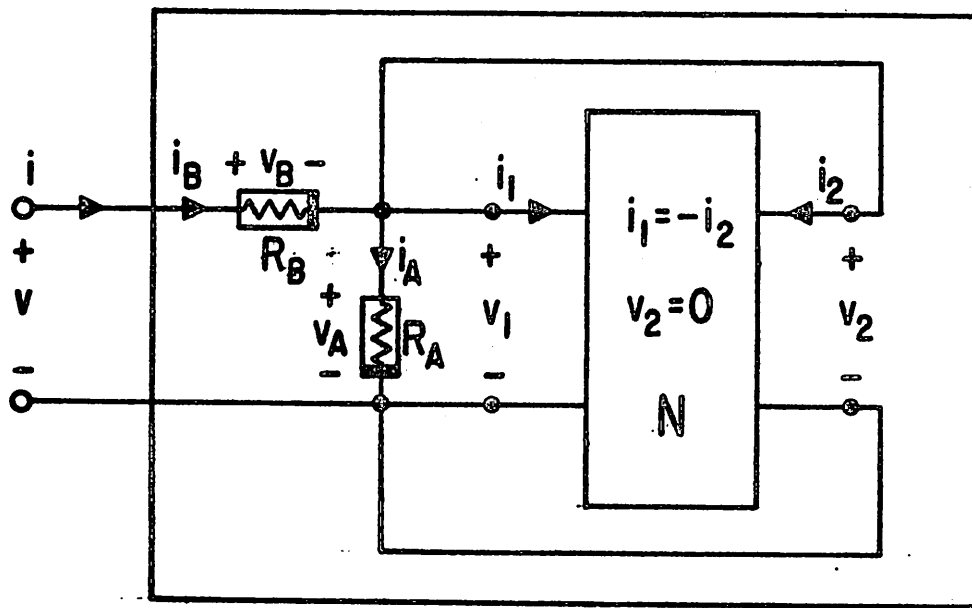 i
+
v
-
i_B
+ v_B -
R_B
i_A
+
v_A
-
R_A
i_1
+
v_1
-
i_1 = -i_2
v_2 = 0
N
i_2
+
v_2
-